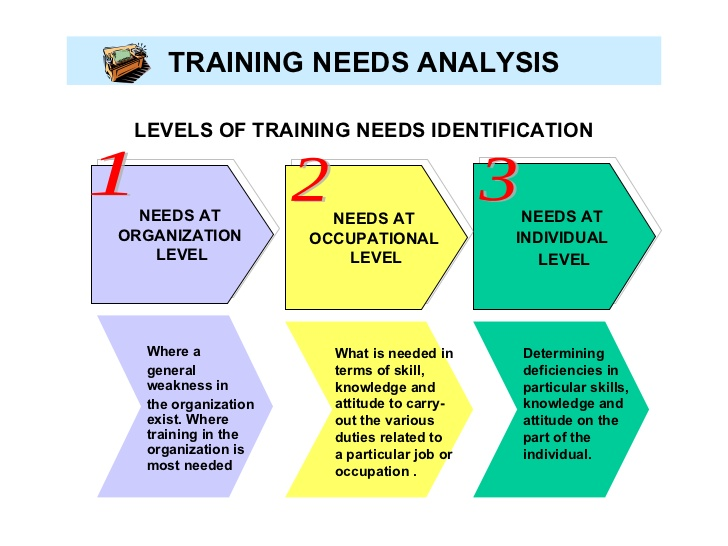 TRAINING NEEDS ANALYSIS
LEVELS OF TRAINING NEEDS IDENTIFICATION
1
NEEDS AT
ORGANIZATION
LEVEL
2
NEEDS AT
OCCUPATIONAL
LEVEL
3
NEEDS AT
INDIVIDUAL
LEVEL
Where a
general
weakness in
the organization
exist. Where
training in the
organization is
most needed
What is needed in
terms of skill,
knowledge and
attitude to carry-
out the various
duties related to
a particular job or
occupation .
Determining
deficiencies in
particular skills,
knowledge and
attitude on the
part of the
individual.